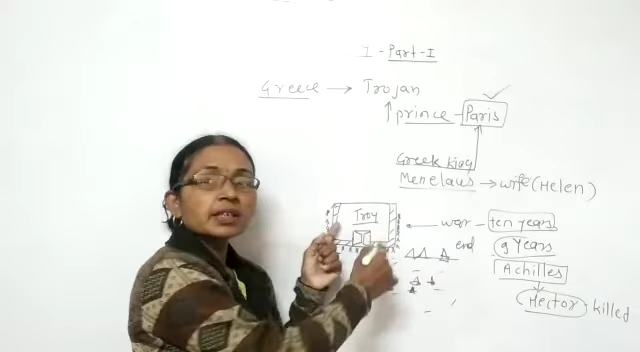 I - Part-I
Greece → Trojan
prince - Paris
Greek king
Menelaus → wife (Helen)
Troy
war - ten years
end 9 years
Achilles
Hector - killed